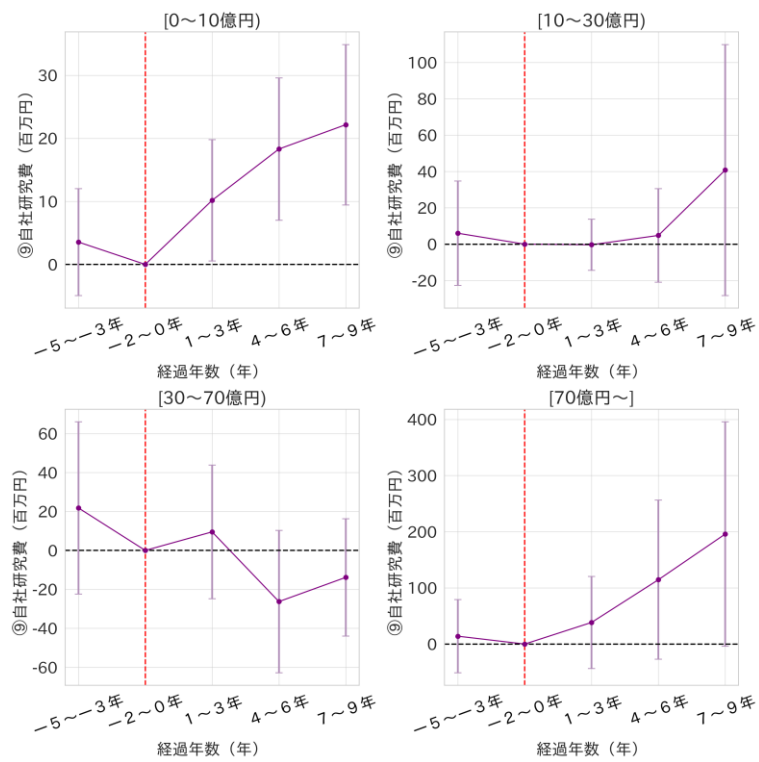 [0～10億円)
⑨自社研究費（百万円）
30
20
10
0
－5～－3年
－2～0年
1～3年
4～6年
7～9年
経過年数（年）
[10～30億円)
⑨自社研究費（百万円）
100
80
60
40
20
0
-20
－5～－3年
－2～0年
1～3年
4～6年
7～9年
経過年数（年）
[30～70億円)
⑨自社研究費（百万円）
60
40
20
0
-20
-40
-60
－5～－3年
－2～0年
1～3年
4～6年
7～9年
経過年数（年）
[70億円～]
⑨自社研究費（百万円）
400
300
200
100
0
－5～－3年
－2～0年
1～3年
4～6年
7～9年
経過年数（年）